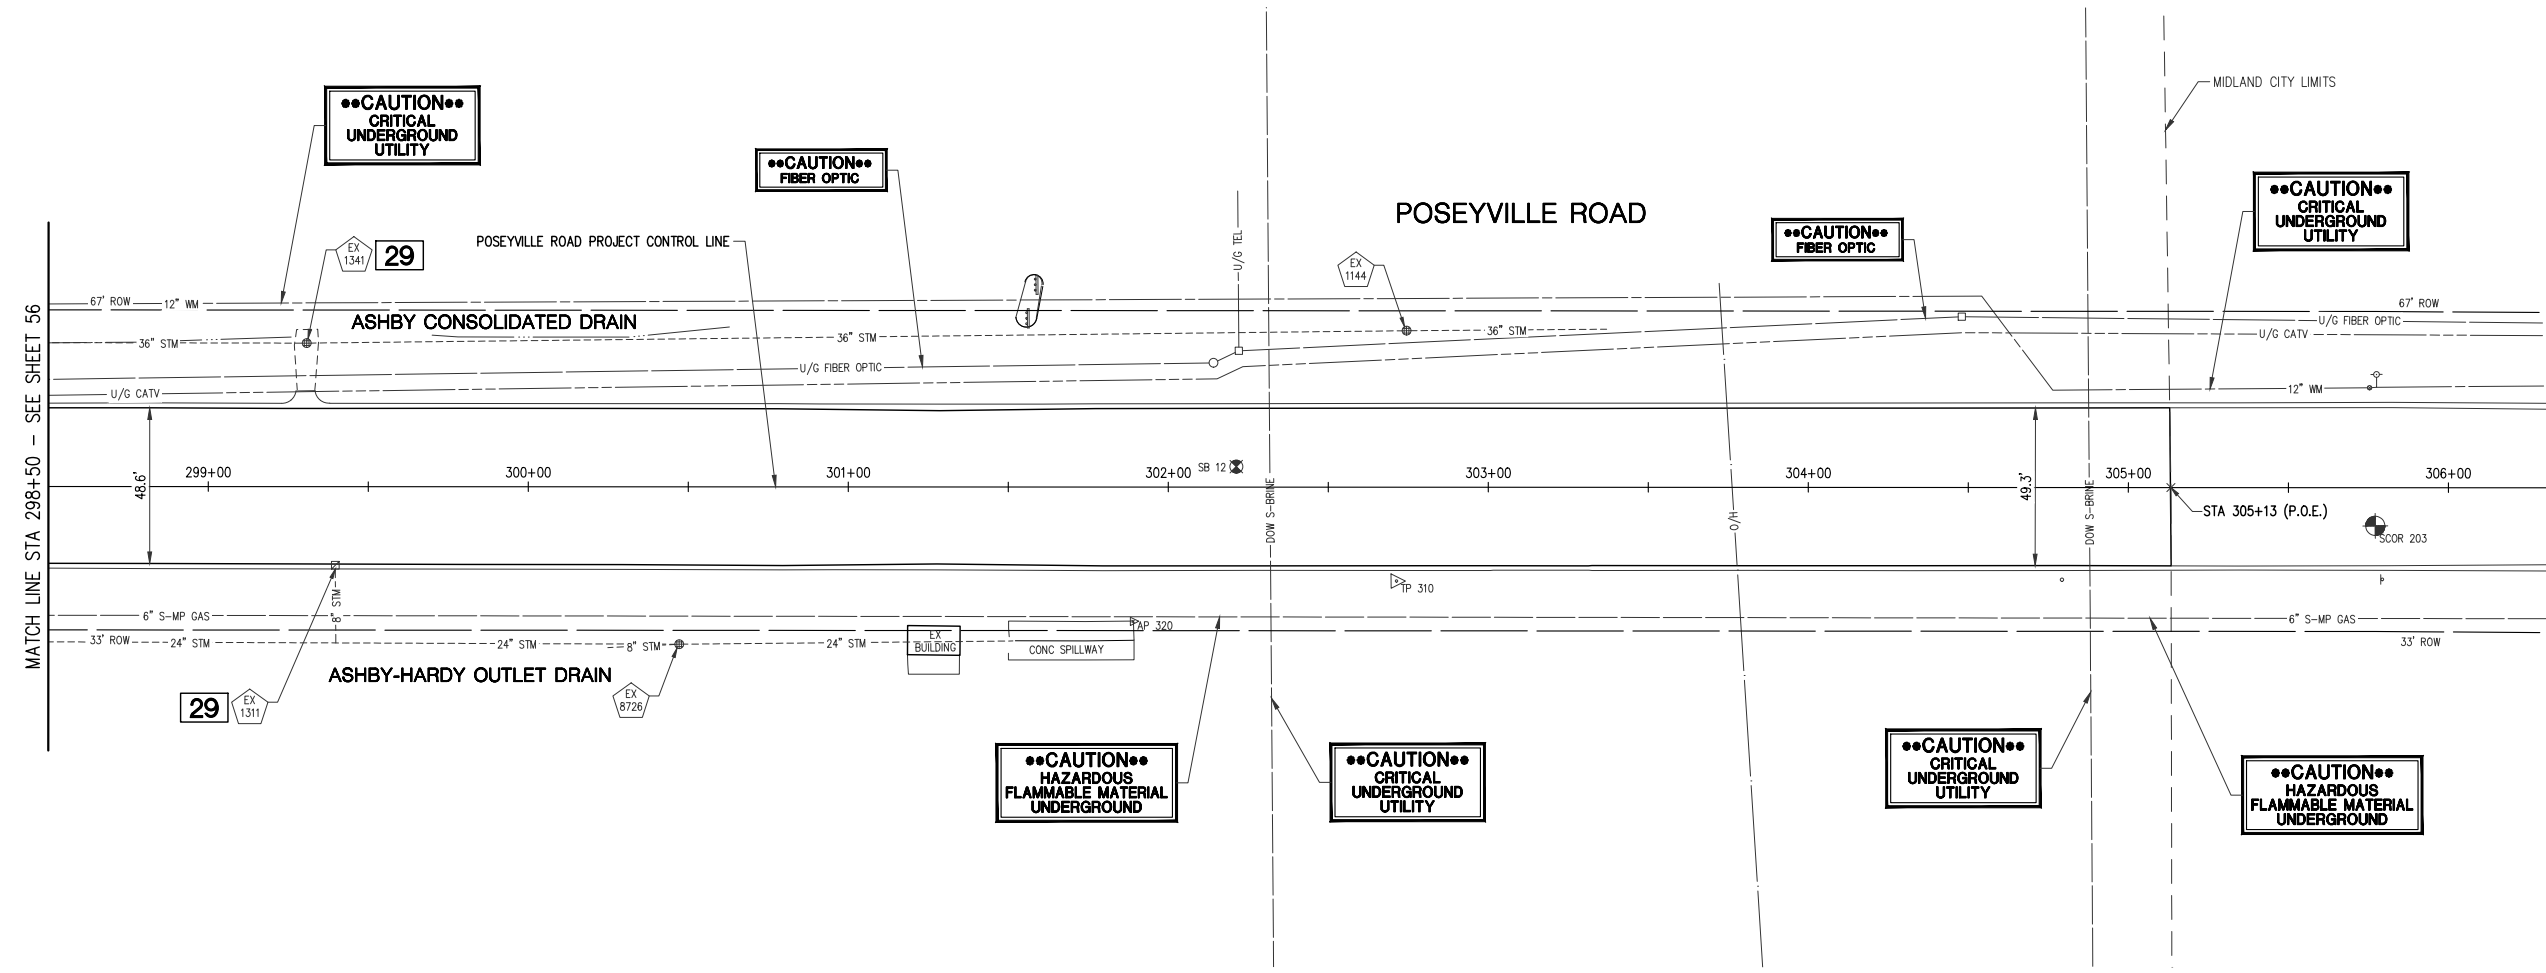 MIDLAND CITY LIMITS
●●CAUTION●●
CRITICAL
UNDERGROUND
UTILITY
●●CAUTION●●
FIBER OPTIC
●●CAUTION●●
CRITICAL
UNDERGROUND
UTILITY
POSEYVILLE ROAD
●●CAUTION●●
FIBER OPTIC
EX
1341
29
POSEYVILLE ROAD PROJECT CONTROL LINE
U/G TEL
EX
1144
MATCH LINE STA 298+50 - SEE SHEET 56
67' ROW
12" WM
67' ROW
ASHBY CONSOLIDATED DRAIN
36" STM
36" STM
36" STM
U/G FIBER OPTIC
U/G CATV
U/G FIBER OPTIC
U/G CATV
12" WM
48.6'
299+00
300+00
301+00
302+00
SB 12
303+00
304+00
49.3'
305+00
306+00
DOW S-BRINE
O/H
DOW S-BRINE
STA 305+13 (P.O.E.)
SCOR 203
TP 310
8" STM
6" S-MP GAS
6" S-MP GAS
33' ROW
24" STM
24" STM
8" STM
24" STM
EX
BUILDING
CONC SPILLWAY
AP 320
33' ROW
ASHBY-HARDY OUTLET DRAIN
29
EX
1311
EX
8726
●●CAUTION●●
HAZARDOUS
FLAMMABLE MATERIAL
UNDERGROUND
●●CAUTION●●
CRITICAL
UNDERGROUND
UTILITY
●●CAUTION●●
CRITICAL
UNDERGROUND
UTILITY
●●CAUTION●●
HAZARDOUS
FLAMMABLE MATERIAL
UNDERGROUND